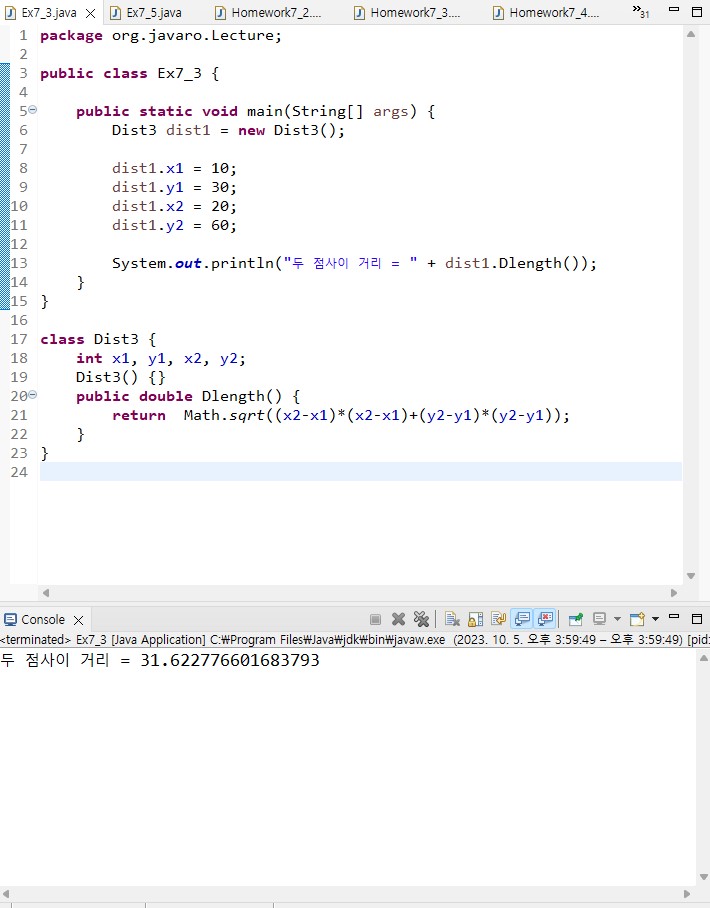 Ex7_3.java Ex7_5.java Homework7_2.... Homework7_3.... Homework7_4.... »31
1 package org.javaro.Lecture;
2
3 public class Ex7_3 {
4
5 public static void main(String[] args) {
6 Dist3 dist1 = new Dist3();
7
8 dist1.x1 = 10;
9 dist1.y1 = 30;
10 dist1.x2 = 20;
11 dist1.y2 = 60;
12
13 System.out.println("두 점사이 거리 = " + dist1.Dlength());
14 }
15 }
16
17 class Dist3 {
18 int x1, y1, x2, y2;
19 Dist3() {}
20 public double Dlength() {
21 return  Math.sqrt((x2-x1)*(x2-x1)+(y2-y1)*(y2-y1));
22 }
23 }
24
Console
<terminated> Ex7_3 [Java Application] C:₩Program Files₩Java₩jdk₩bin₩javaw.exe (2023. 10. 5. 오후 3:59:49 – 오후 3:59:49) [pid:
두 점사이 거리 = 31.622776601683793